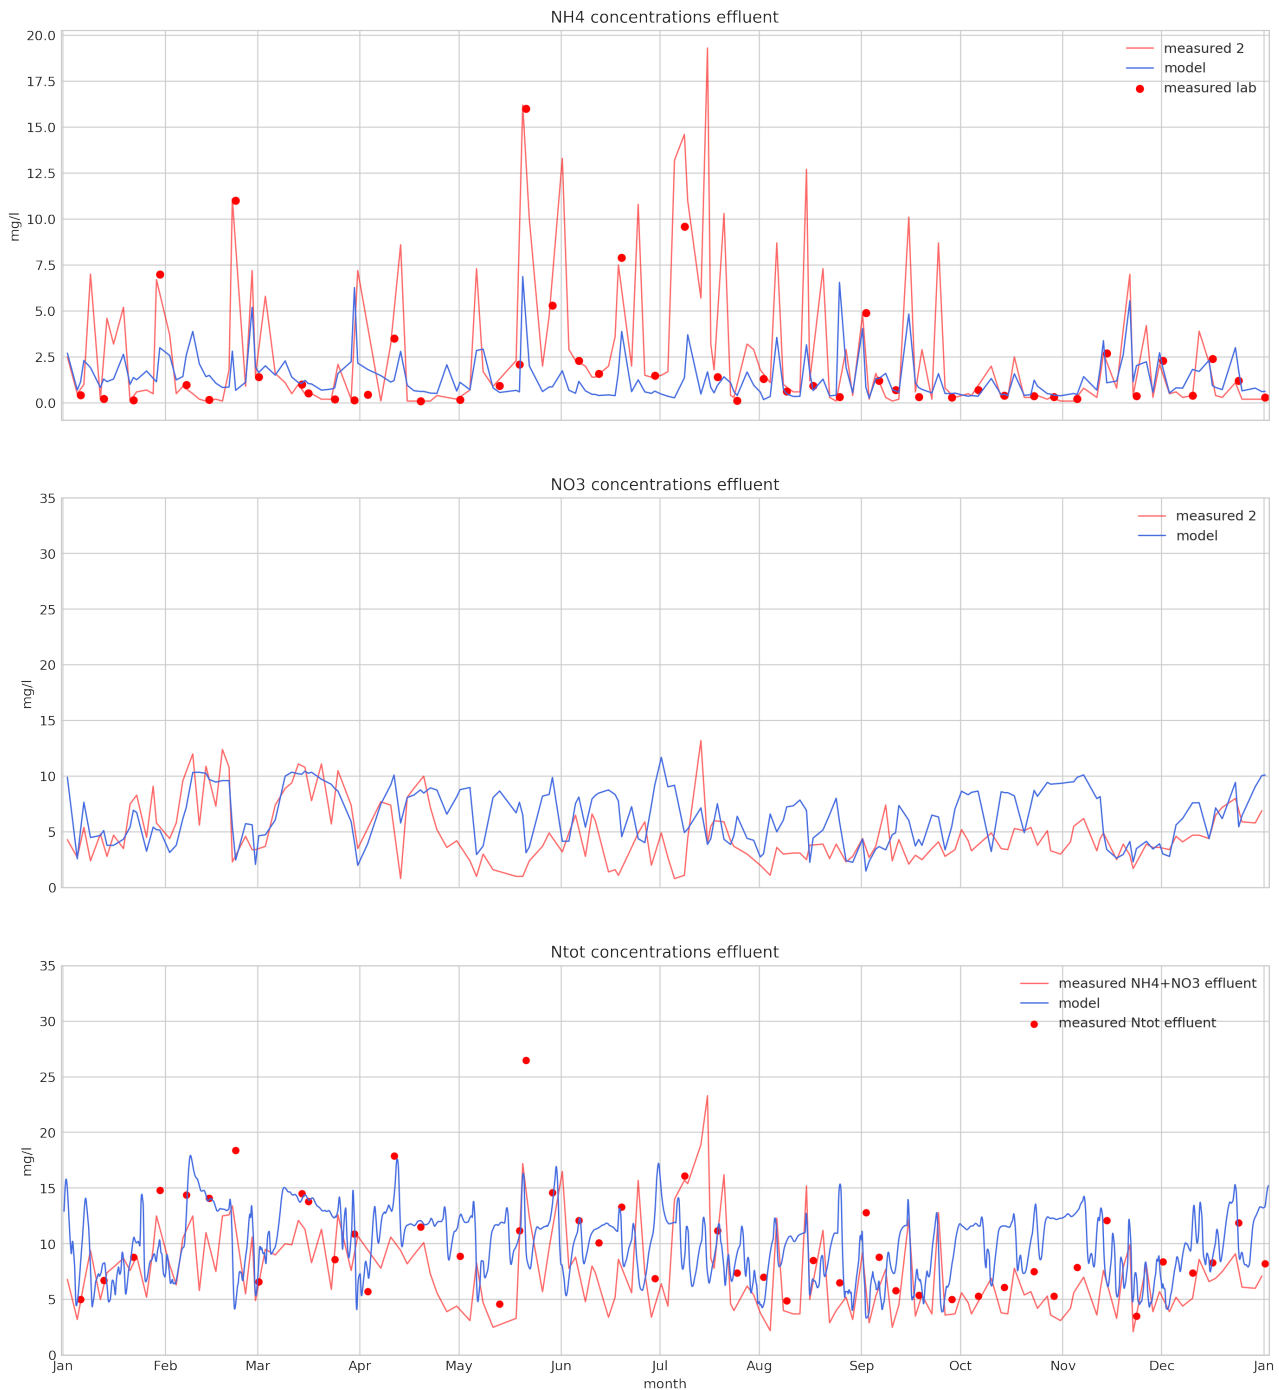 NH4 concentrations effluent
20.0
17.5
15.0
12.5
10.0
7.5
5.0
2.5
0.0
mg/l
measured 2
model
measured lab
NO3 concentrations effluent
35
30
25
20
15
10
5
0
mg/l
measured 2
model
Ntot concentrations effluent
35
30
25
20
15
10
5
0
mg/l
measured NH4+NO3 effluent
model
measured Ntot effluent
Jan Feb Mar Apr May Jun Jul Aug Sep Oct Nov Dec Jan
month